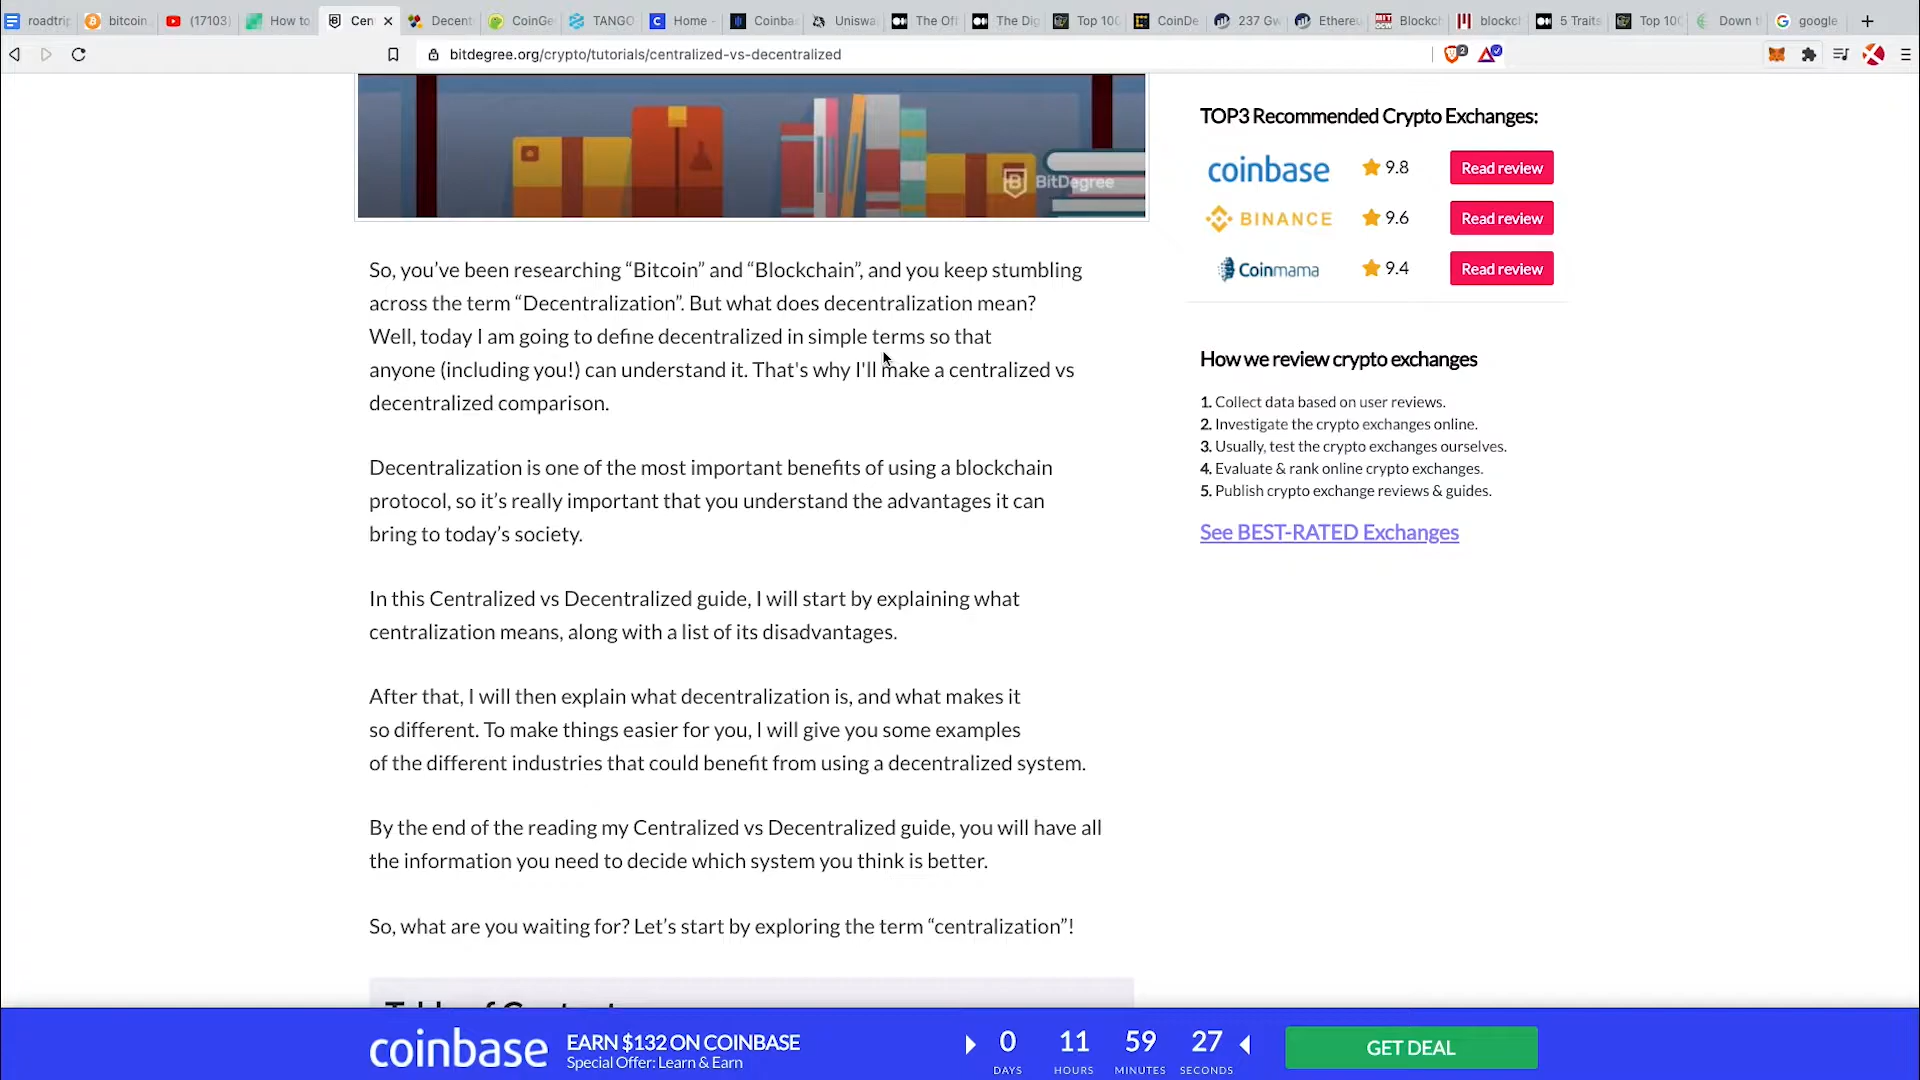 roadtrip
bitcoin
(17103)
How to
Cen
Decent
CoinGe
TANGO
Home -
Coinba
Uniswa
The Off
The Dig
Top 100
CoinDe
237 Gw
Ethereu
Blockch
blockch
5 Traits
Top 100
Down t
google
bitdegree.org/crypto/tutorials/centralized-vs-decentralized
2
BitDegree
So, you’ve been researching “Bitcoin” and “Blockchain”, and you keep stumbling
across the term “Decentralization”. But what does decentralization mean?
Well, today I am going to define decentralized in simple terms so that
anyone (including you!) can understand it. That's why I'll make a centralized vs
decentralized comparison.
Decentralization is one of the most important benefits of using a blockchain
protocol, so it’s really important that you understand the advantages it can
bring to today’s society.
In this Centralized vs Decentralized guide, I will start by explaining what
centralization means, along with a list of its disadvantages.
After that, I will then explain what decentralization is, and what makes it
so different. To make things easier for you, I will give you some examples
of the different industries that could benefit from using a decentralized system.
By the end of the reading my Centralized vs Decentralized guide, you will have all
the information you need to decide which system you think is better.
So, what are you waiting for? Let’s start by exploring the term “centralization”!
TOP3 Recommended Crypto Exchanges:
coinbase 9.8 Read review
BINANCE 9.6 Read review
Coinmama 9.4 Read review
How we review crypto exchanges
1. Collect data based on user reviews.
2. Investigate the crypto exchanges online.
3. Usually, test the crypto exchanges ourselves.
4. Evaluate & rank online crypto exchanges.
5. Publish crypto exchange reviews & guides.
See BEST-RATED Exchanges
coinbase
EARN $132 ON COINBASE
Special Offer: Learn & Earn
0 11 59 27
DAYS HOURS MINUTES SECONDS
GET DEAL